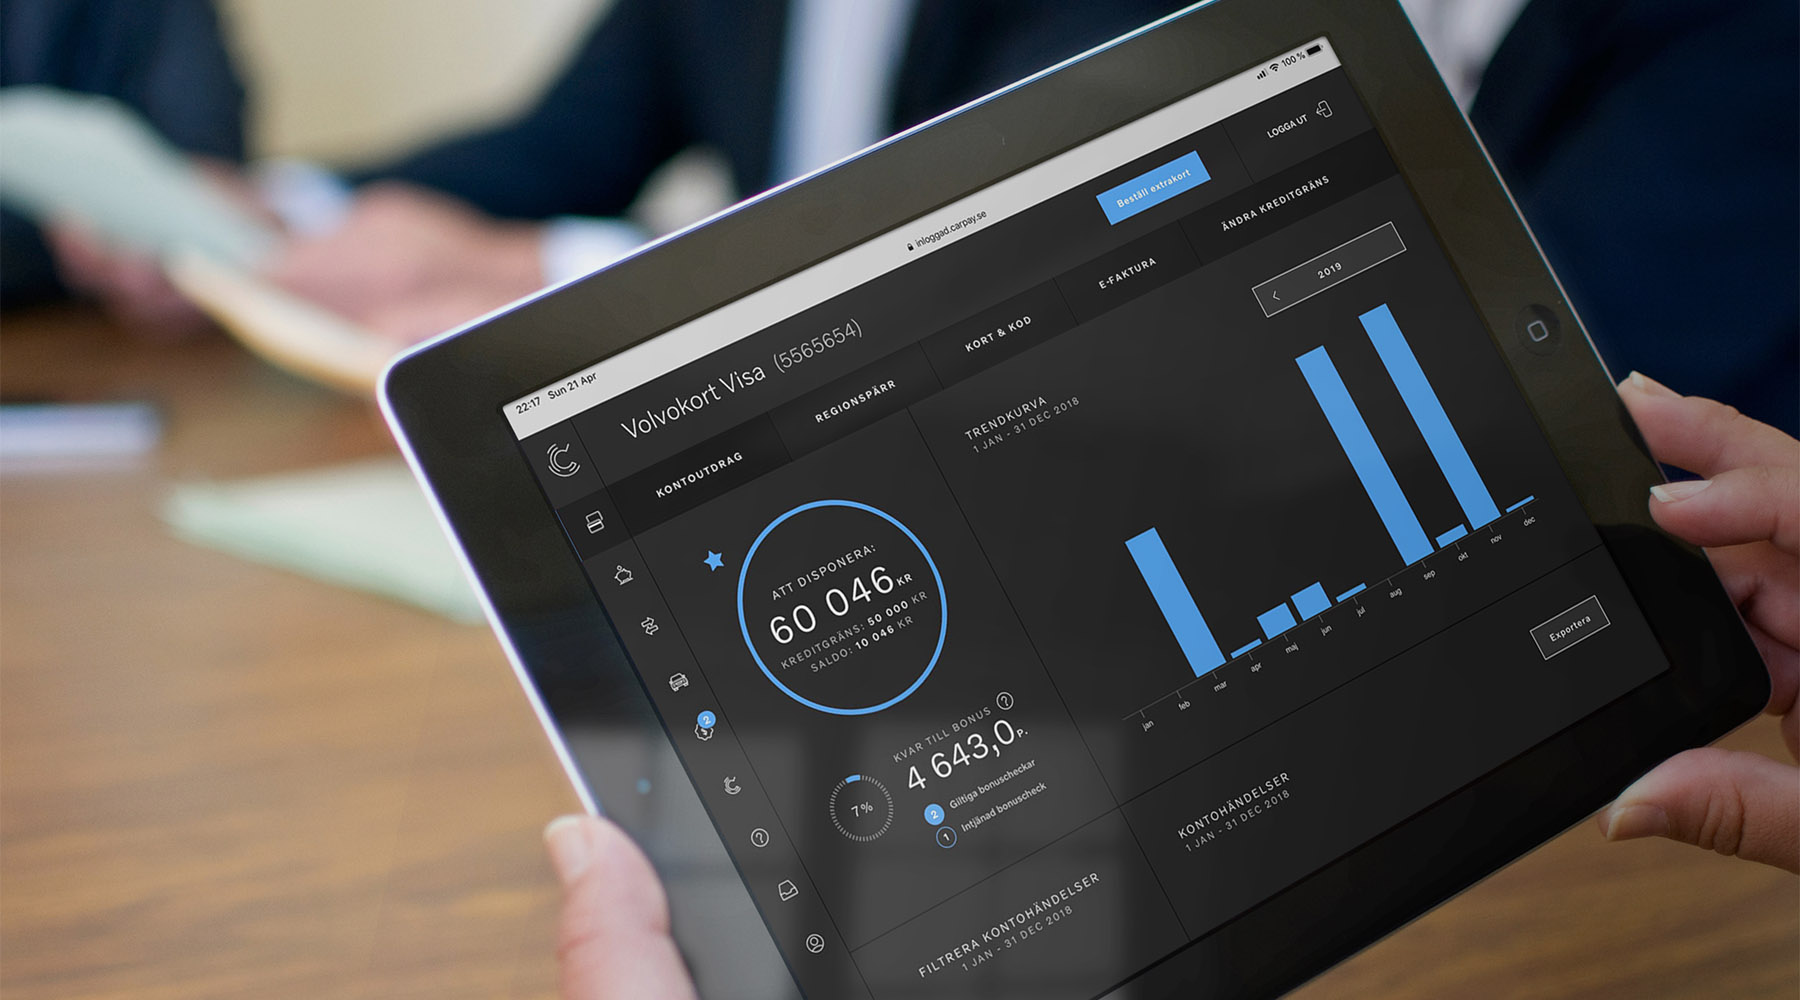 22:17 Sun 21 Apr
100 %
inloggad.carpay.se
Volvokort Visa (5565654)
Beställ extrakort
LOGGA UT
KONTOUTDRAG
REGIONSPÄRR
KORT & KOD
E-FAKTURA
ÄNDRA KREDITGRÄNS
ATT DISPONERA:
60 046 KR
KREDITGRÄNS: 50 000 KR
SALDO: 10 046 KR
KVAR TILL BONUS ?
4 643,0P.
7%
2 Giltiga bonuscheckar
1 Intjänad bonuscheck
2
?
TRENDKURVA
1 JAN - 31 DEC 2018
< 2019
jan feb mar apr maj jun jul aug sep okt nov dec
Exportera
FILTRERA KONTOHÄNDELSER
1 JAN - 31 DEC 2018
KONTOHÄNDELSER
1 JAN - 31 DEC 2018